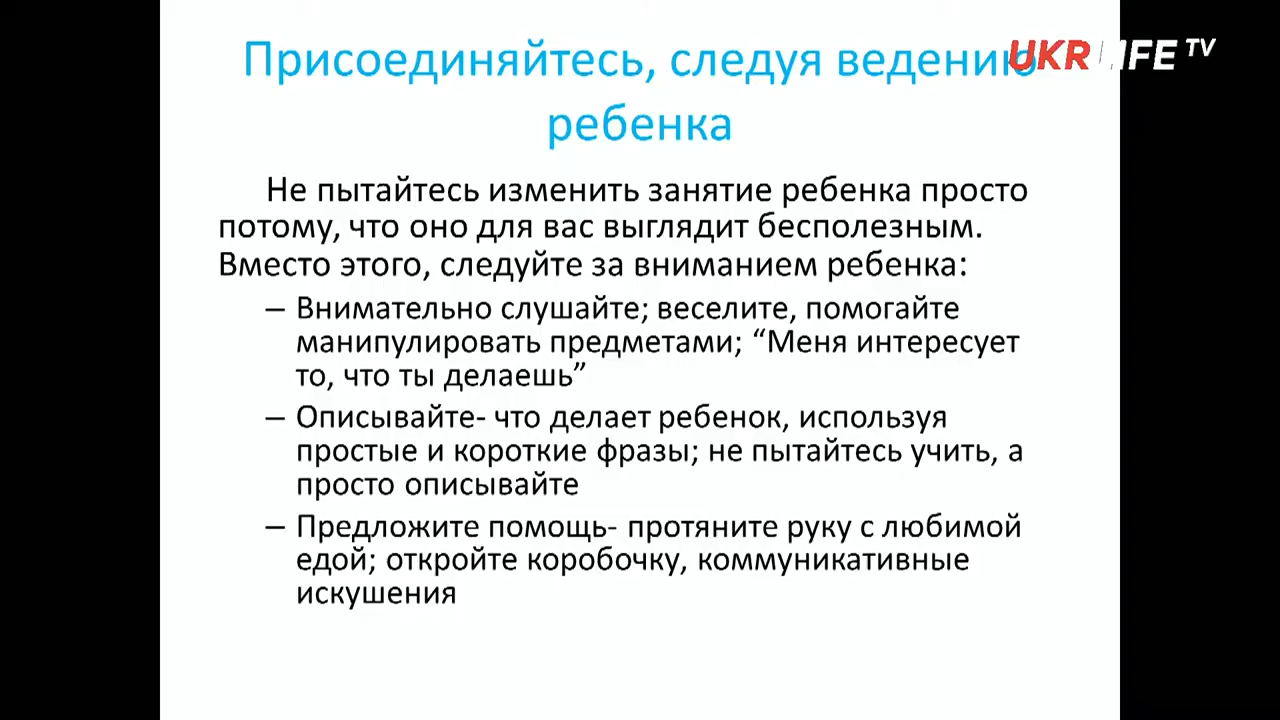 Присоединяйтесь, следуя ведению
ребенка
UKR LIFE TV
Не пытайтесь изменить занятие ребенка просто
потому, что оно для вас выглядит бесполезным.
Вместо этого, следуйте за вниманием ребенка:
– Внимательно слушайте; веселите, помогайте
манипулировать предметами; “Меня интересует
то, что ты делаешь”
– Описывайте- что делает ребенок, используя
простые и короткие фразы; не пытайтесь учить, а
просто описывайте
– Предложите помощь- протяните руку с любимой
едой; откройте коробочку, коммуникативные
искушения